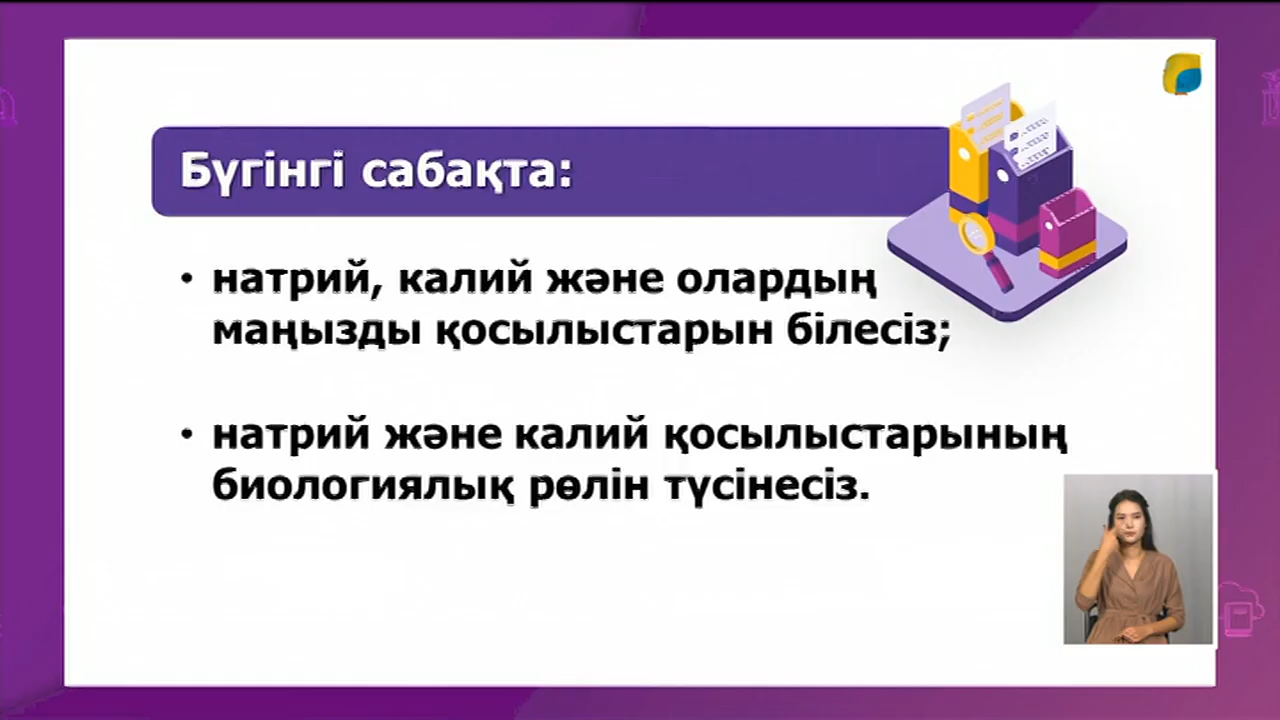 Бүгінгі сабақта:
• натрий, калий және олардың
маңызды қосылыстарын білесіз;
• натрий және калий қосылыстарының
биологиялық рөлін түсінесіз.